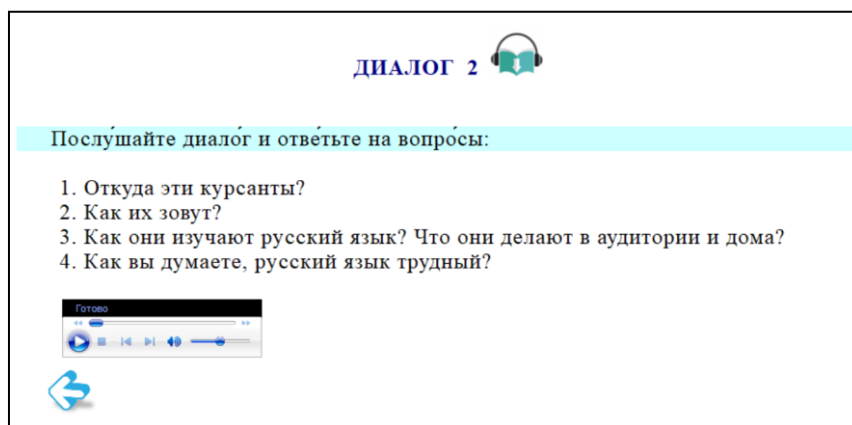 ДИАЛОГ 2
Послу́шайте диало́г и отве́тьте на вопро́сы:
1. Откуда эти курсанты?
2. Как их зовут?
3. Как они изучают русский язык? Что они делают в аудитории и дома?
4. Как вы думаете, русский язык трудный?
Готово